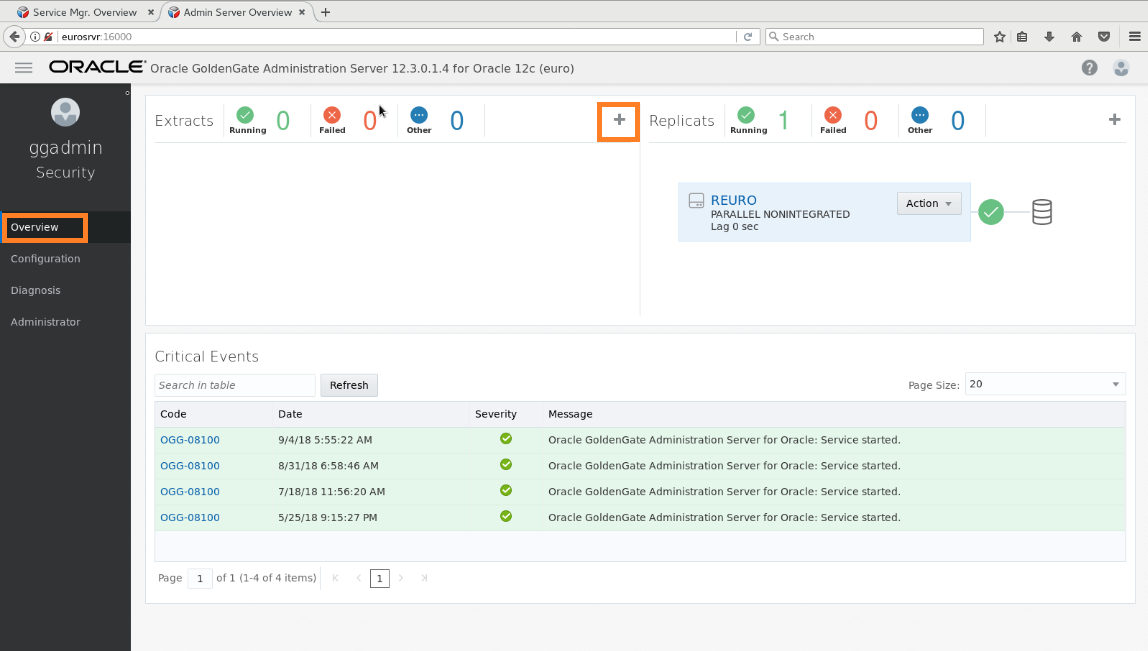 Service Mgr. Overview × Admin Server Overview × +
eurosrvr:16000 Search
ORACLE Oracle GoldenGate Administration Server 12.3.0.1.4 for Oracle 12c (euro)
ggadmin
Security
Overview
Configuration
Diagnosis
Administrator
Extracts Running 0 Failed 0 Other 0 +
Replicats Running 1 Failed 0 Other 0 +
REURO
PARALLEL NONINTEGRATED
Lag 0 sec
Action
Critical Events
Search in table Refresh Page Size: 20
Code Date Severity Message
OGG-08100 9/4/18 5:55:22 AM Oracle GoldenGate Administration Server for Oracle: Service started.
OGG-08100 8/31/18 6:58:46 AM Oracle GoldenGate Administration Server for Oracle: Service started.
OGG-08100 7/18/18 11:56:20 AM Oracle GoldenGate Administration Server for Oracle: Service started.
OGG-08100 5/25/18 9:15:27 PM Oracle GoldenGate Administration Server for Oracle: Service started.
Page 1 of 1 (1-4 of 4 items) 1